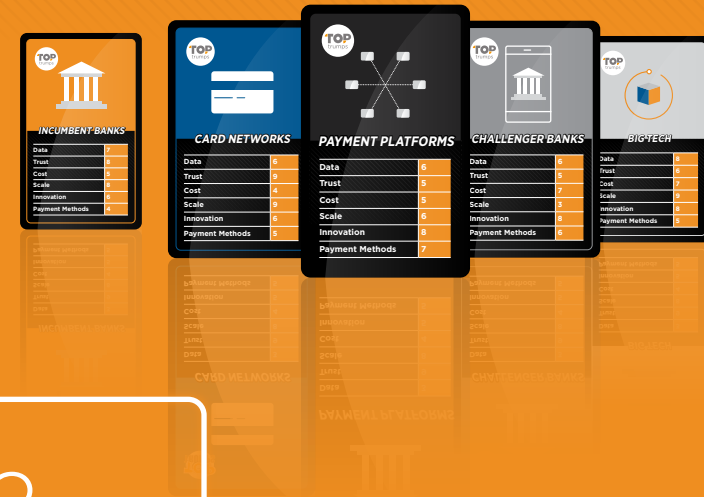 TOP
trumps
INCUMBENT BANKS
Data 7
Trust 8
Cost 5
Scale 8
Innovation 6
Payment Methods 4
TOP
trumps
CARD NETWORKS
Data 6
Trust 9
Cost 4
Scale 9
Innovation 6
Payment Methods 5
TOP
trumps
PAYMENT PLATFORMS
Data 6
Trust 5
Cost 5
Scale 6
Innovation 8
Payment Methods 7
TOP
trumps
CHALLENGER BANKS
Data 6
Trust 5
Cost 7
Scale 3
Innovation 8
Payment Methods 6
TOP
trumps
BIG TECH
Data 8
Trust 6
Cost 7
Scale 9
Innovation 8
Payment Methods 5